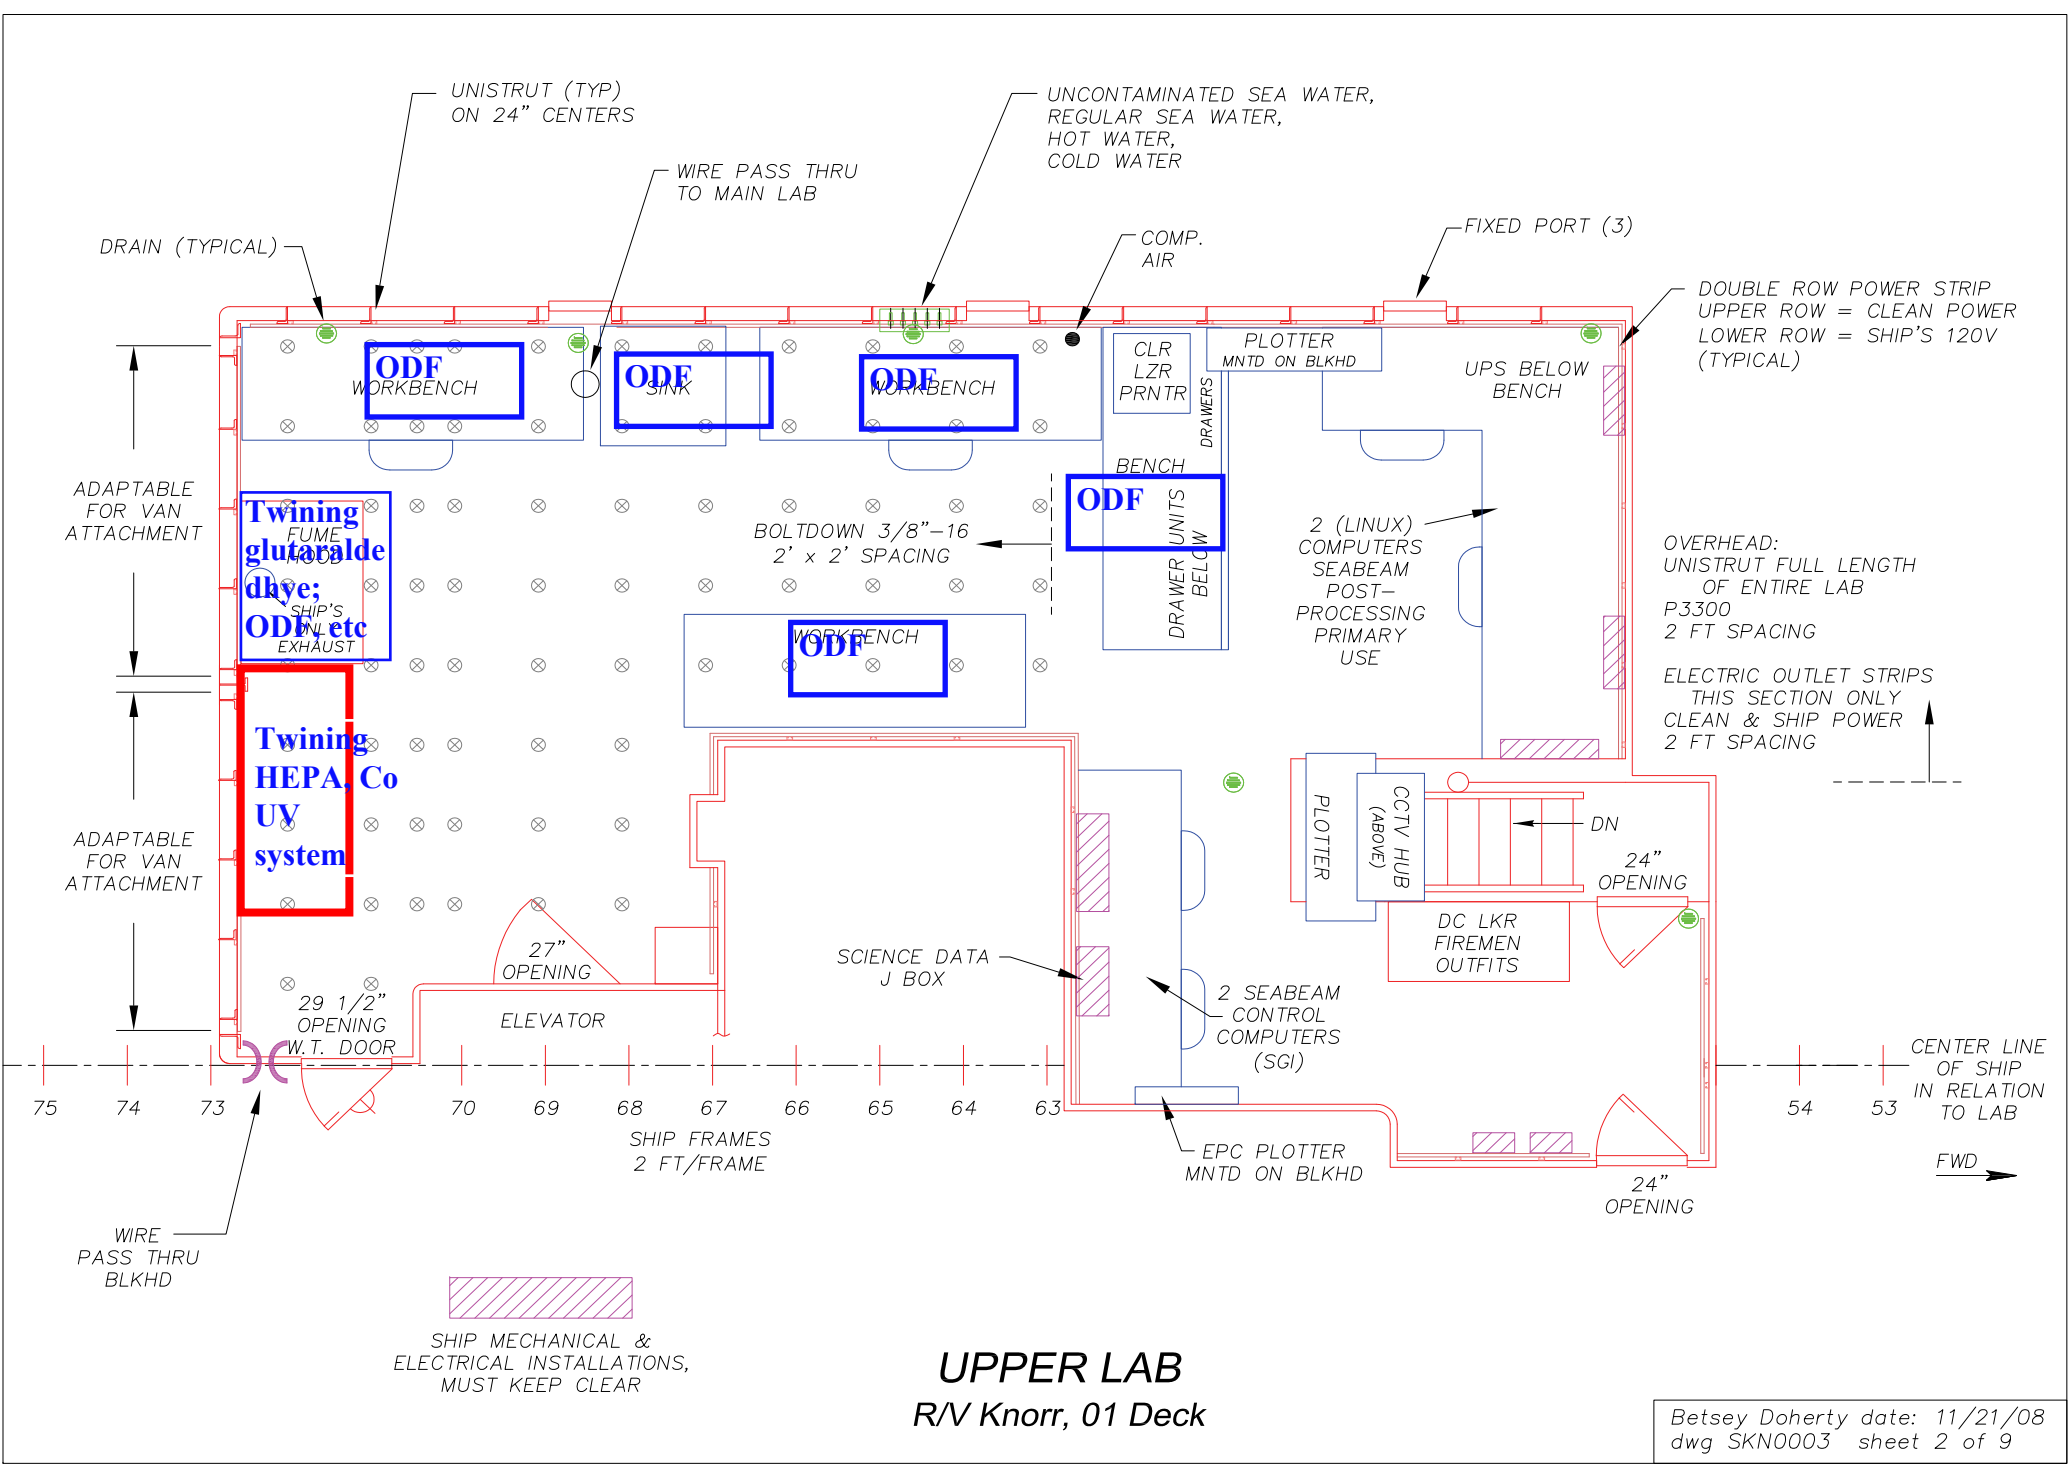 UNISTRUT (TYP)
ON 24" CENTERS
UNCONTAMINATED SEA WATER,
REGULAR SEA WATER,
HOT WATER,
COLD WATER
WIRE PASS THRU
TO MAIN LAB
DRAIN (TYPICAL)
COMP.
AIR
FIXED PORT (3)
DOUBLE ROW POWER STRIP
UPPER ROW = CLEAN POWER
LOWER ROW = SHIP'S 120V
(TYPICAL)
ODF
WORKBENCH
ODF
SINK
ODF
WORKBENCH
CLR
LZR
PRNTR
DRAWERS
PLOTTER
MNTD ON BLKHD
UPS BELOW
BENCH
BENCH
ODF
DRAWER UNITS
BELOW
ADAPTABLE
FOR VAN
ATTACHMENT
Twining
glutaralde
dhye;
ODF, etc
FUME
HOOD
SHIP'S
ONLY
EXHAUST
BOLTDOWN 3/8"-16
2' x 2' SPACING
2 (LINUX)
COMPUTERS
SEABEAM
POST-
PROCESSING
PRIMARY
USE
OVERHEAD:
UNISTRUT FULL LENGTH
OF ENTIRE LAB
P3300
2 FT SPACING
ELECTRIC OUTLET STRIPS
THIS SECTION ONLY
CLEAN & SHIP POWER
2 FT SPACING
WORKBENCH
ODF
Twining
HEPA, Co
UV
system
ADAPTABLE
FOR VAN
ATTACHMENT
PLOTTER
CCTV HUB
(ABOVE)
DN
24"
OPENING
DC LKR
FIREMEN
OUTFITS
27"
OPENING
SCIENCE DATA
J BOX
2 SEABEAM
CONTROL
COMPUTERS
(SGI)
29 1/2"
OPENING
W.T. DOOR
ELEVATOR
CENTER LINE
OF SHIP
IN RELATION
TO LAB
75 74 73 70 69 68 67 66 65 64 63 54 53
SHIP FRAMES
2 FT/FRAME
EPC PLOTTER
MNTD ON BLKHD
FWD
24"
OPENING
WIRE
PASS THRU
BLKHD
SHIP MECHANICAL &
ELECTRICAL INSTALLATIONS,
MUST KEEP CLEAR
UPPER LAB
R/V Knorr, 01 Deck
Betsey Doherty date: 11/21/08
dwg SKN0003 sheet 2 of 9